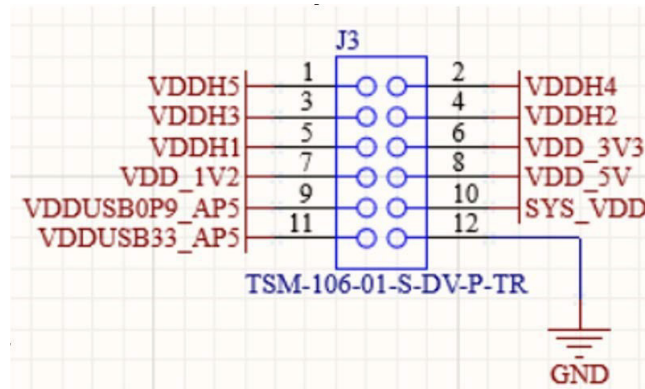 J3
VDDH5 1 2 VDDH4
VDDH3 3 4 VDDH2
VDDH1 5 6 VDD_3V3
VDD_1V2 7 8 VDD_5V
VDDUSB0P9_AP5 9 10 SYS_VDD
VDDUSB33_AP5 11 12
TSM-106-01-S-DV-P-TR
GND